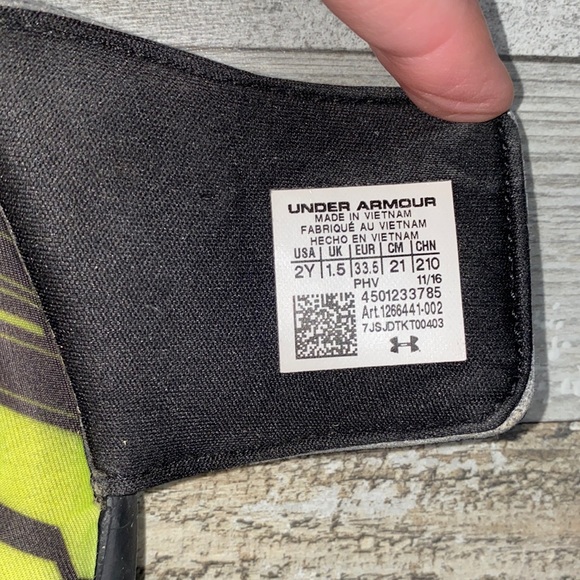 UNDER ARMOUR
MADE IN VIETNAM
FABRIQUÉ AU VIETNAM
HECHO EN VIETNAM
USA UK EUR CM CHN
2Y 1.5 33.5 21 210
PHV 11/16
4501233785
Art.1266441-002
7JSJDTKT00403